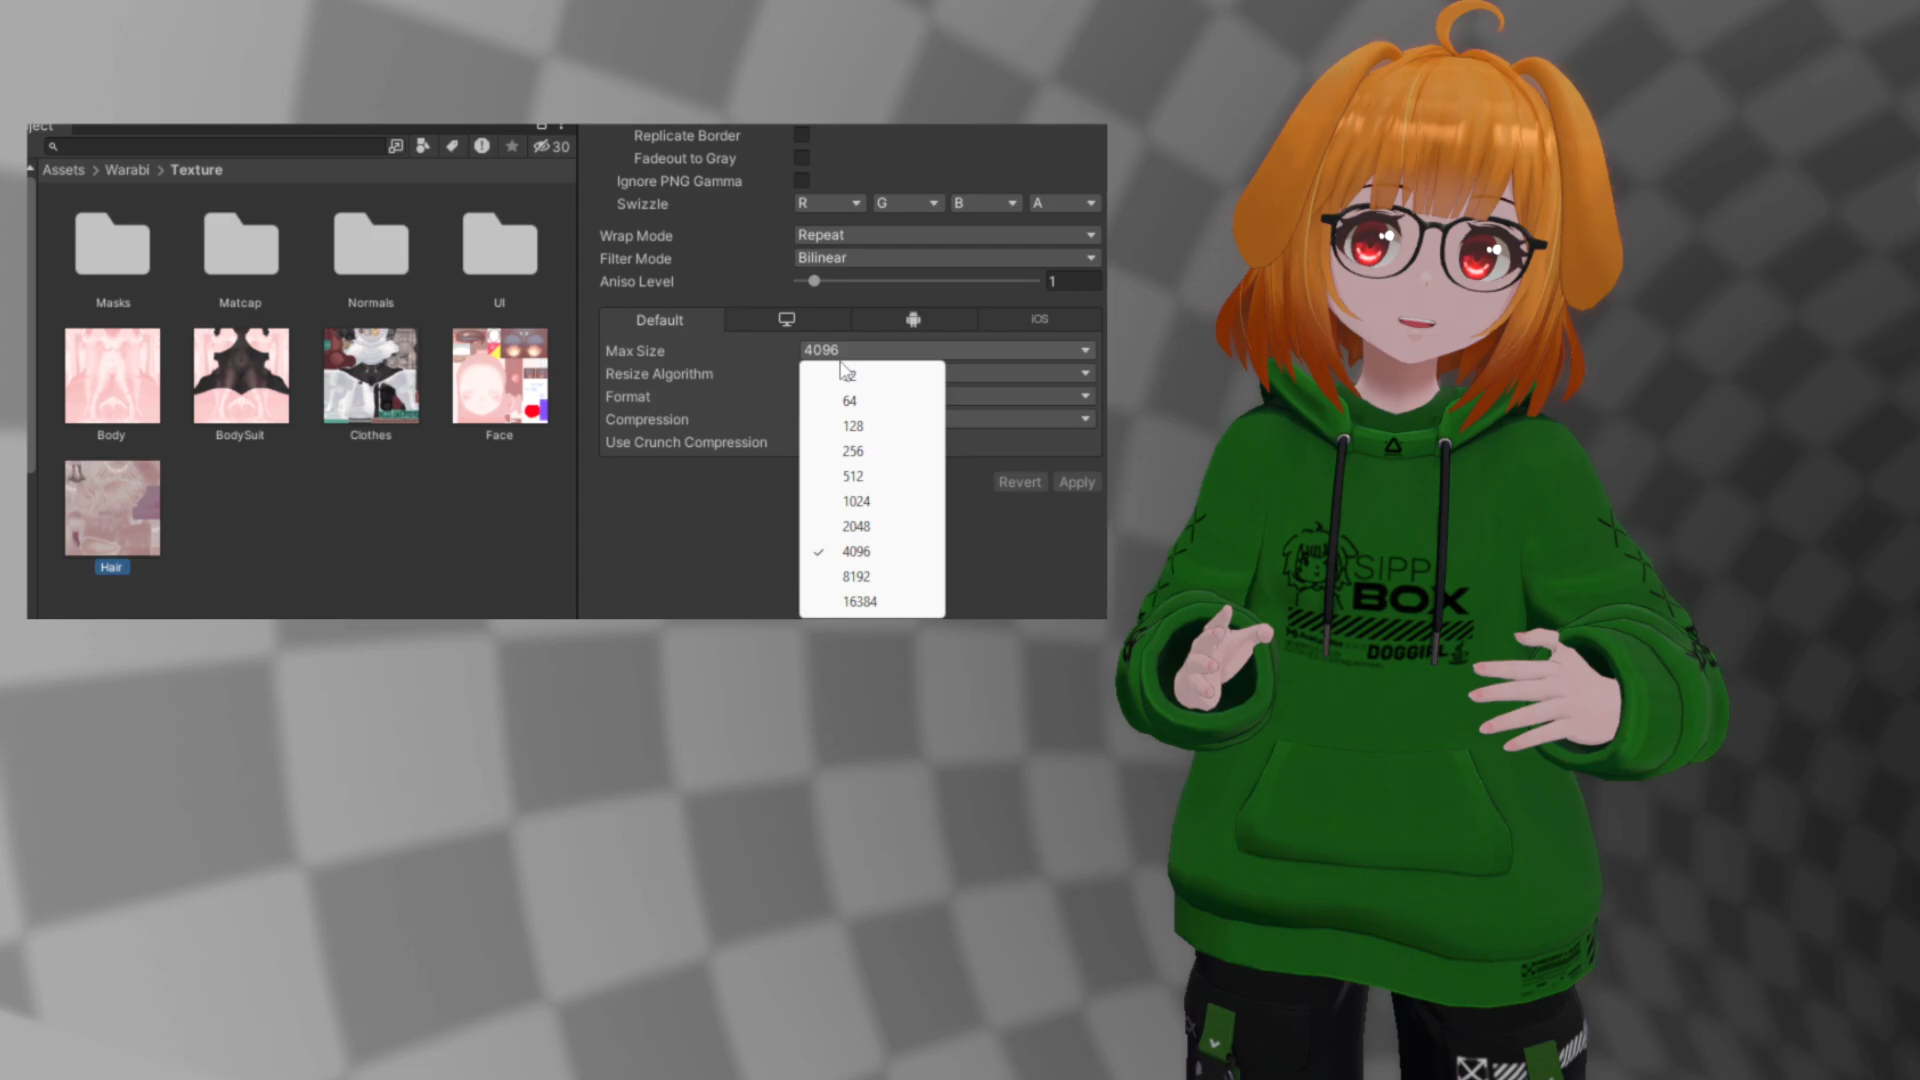 30
Assets > Warabi > Texture
Masks
Matcap
Normals
UI
Body
BodySuit
Clothes
Face
Hair
Replicate Border
Fadeout to Gray
Ignore PNG Gamma
Swizzle
R
G
B
A
Wrap Mode
Repeat
Filter Mode
Bilinear
Aniso Level
1
Default
iOS
Max Size
4096
Resize Algorithm
Format
Compression
Use Crunch Compression
64
128
256
512
1024
2048
4096
8192
16384
Revert
Apply
SIPP
BOX
DOGGIRL